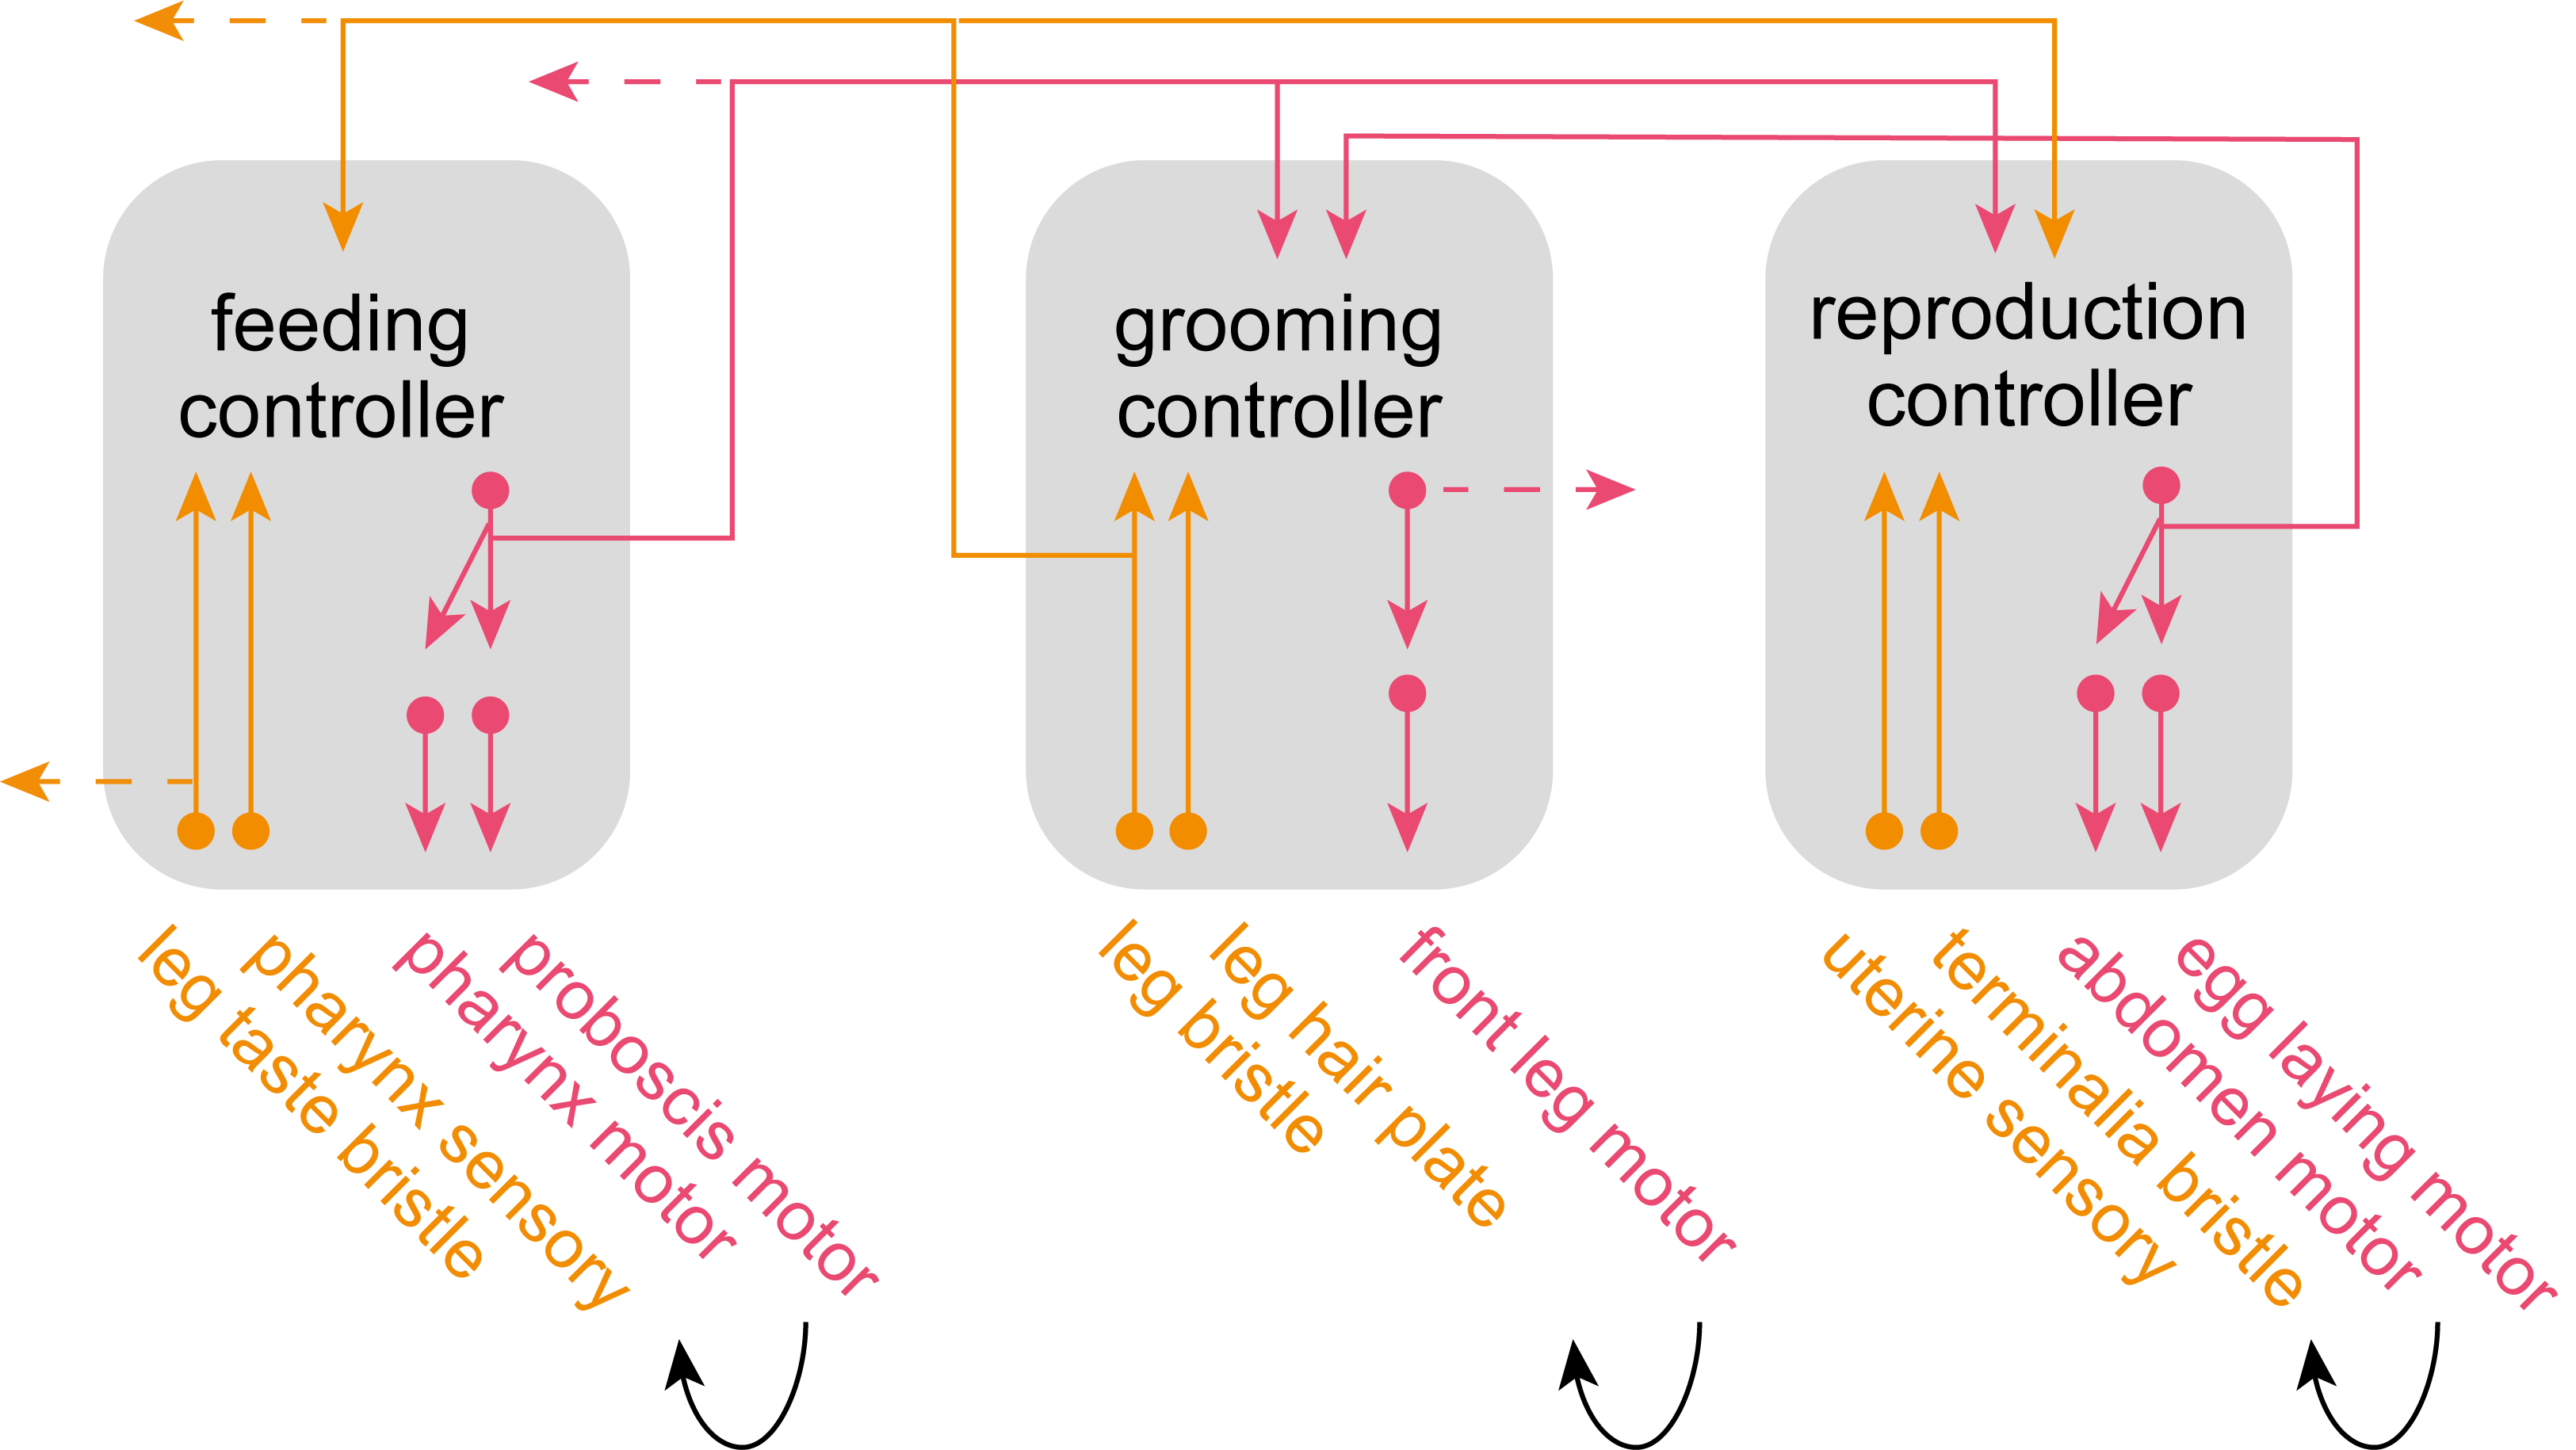 feeding
controller
grooming
controller
reproduction
controller
leg taste bristle
pharynx sensory
pharynx motor
proboscis motor
leg bristle
leg hair plate
front leg motor
uterine sensory
terminalia bristle
abdomen motor
egg laying motor